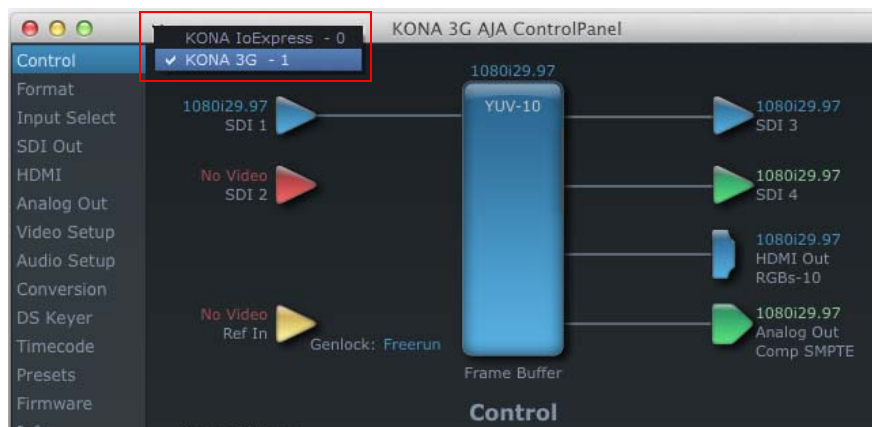 KONA 3G AJA ControlPanel
KONA IoExpress - 0
✔ KONA 3G - 1
Control
Format
Input Select
SDI Out
HDMI
Analog Out
Video Setup
Audio Setup
Conversion
DS Keyer
Timecode
Presets
Firmware
1080i29.97
YUV-10
1080i29.97
SDI 1
No Video
SDI 2
No Video
Ref In
Genlock: Freerun
Frame Buffer
1080i29.97
SDI 3
1080i29.97
SDI 4
1080i29.97
HDMI Out
RGBs-10
1080i29.97
Analog Out
Comp SMPTE
Control